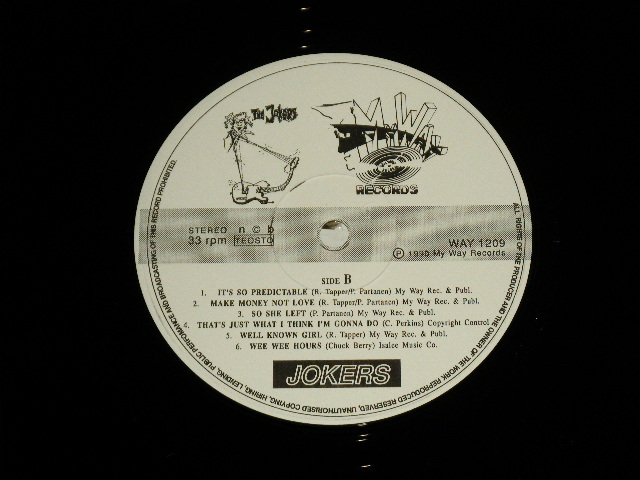 THE JOKERS
MW
MY WAY
RECORDS
STEREO n c b
33 rpm TEOSTO
WAY 1209
Ⓟ 1990 My Way Records
SIDE B
1. IT'S SO PREDICTABLE (R. Tapper/P. Partanen) My Way Rec. & Publ.
2. MAKE MONEY NOT LOVE (R. Tapper/P. Partanen) My Way Rec. & Publ.
3. SO SHE LEFT (P. Partanen) My Way Rec. & Publ.
4. THAT'S JUST WHAT I THINK I'M GONNA DO (C. Perkins) Copyright Control
5. WELL KNOWN GIRL (R. Tapper) My Way Rec. & Publ.
6. WEE WEE HOURS (Chuck Berry) Isalee Music Co.
JOKERS
ALL RIGHTS OF THE PRODUCER AND THE OWNER OF THE WORK REPRODUCED RESERVED, UNAUTHORISED COPYING, HIRING, LENDING, PUBLIC PERFORMANCE AND BROADCASTING OF THIS RECORD PROHIBITED.